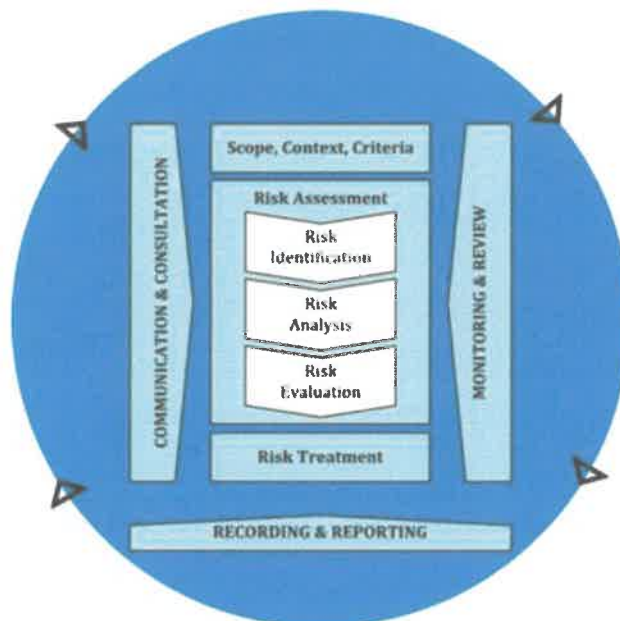 Scope, Context, Criteria
Risk Assessment
Risk
Identification
Risk
Analysis
Risk
Evaluation
Risk Treatment
COMMUNICATION & CONSULTATION
MONITORING & REVIEW
RECORDING & REPORTING